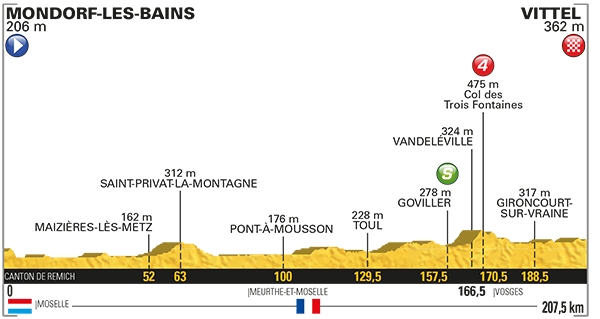 MONDORF-LES-BAINS
206 m
VITTEL
362 m
4
475 m
Col des
Trois Fontaines
324 m
VANDELÉVILLE
S
312 m
SAINT-PRIVAT-LA-MONTAGNE
278 m
GOVILLER
317 m
GIRONCOURT-
SUR-VRAINE
162 m
MAIZIÈRES-LÈS-METZ
176 m
PONT-À-MOUSSON
228 m
TOUL
CANTON DE REMICH
52
63
100
129,5
157,5
170,5
188,5
0
|MEURTHE-ET-MOSELLE
166,5
|VOSGES
|MOSELLE
207,5 km